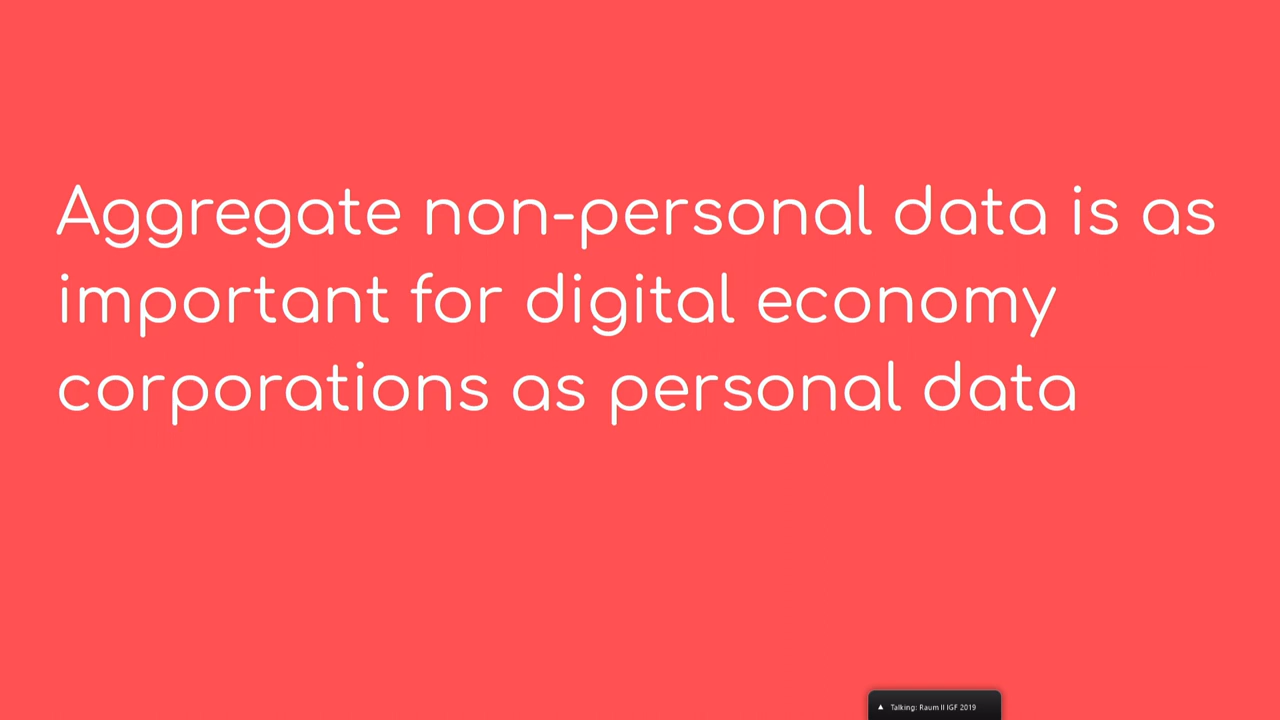 Aggregate non-personal data is as
important for digital economy
corporations as personal data
Talking: Raum II IGF 2019